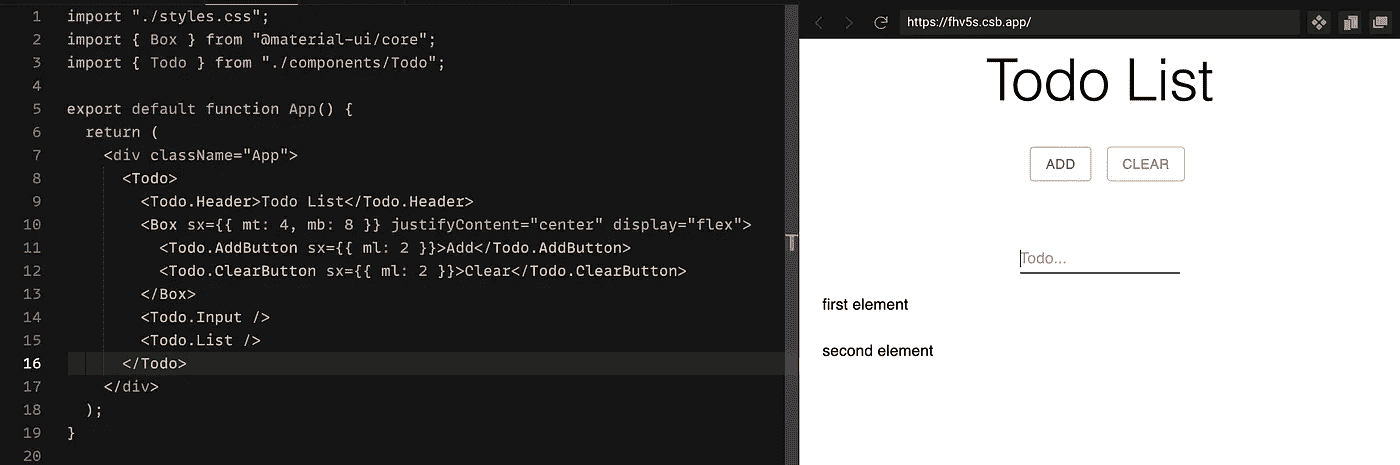 1 import "./styles.css";
2 import { Box } from "@material-ui/core";
3 import { Todo } from "./components/Todo";
4
5 export default function App() {
6 return (
7 <div className="App">
8 <Todo>
9 <Todo.Header>Todo List</Todo.Header>
10 <Box sx={{ mt: 4, mb: 8 }} justifyContent="center" display="flex">
11 <Todo.AddButton sx={{ ml: 2 }}>Add</Todo.AddButton>
12 <Todo.ClearButton sx={{ ml: 2 }}>Clear</Todo.ClearButton>
13 </Box>
14 <Todo.Input />
15 <Todo.List />
16 </Todo>
17 </div>
18 );
19 }
20
https://fhv5s.csb.app/
Todo List
ADD CLEAR
Todo...
first element
second element